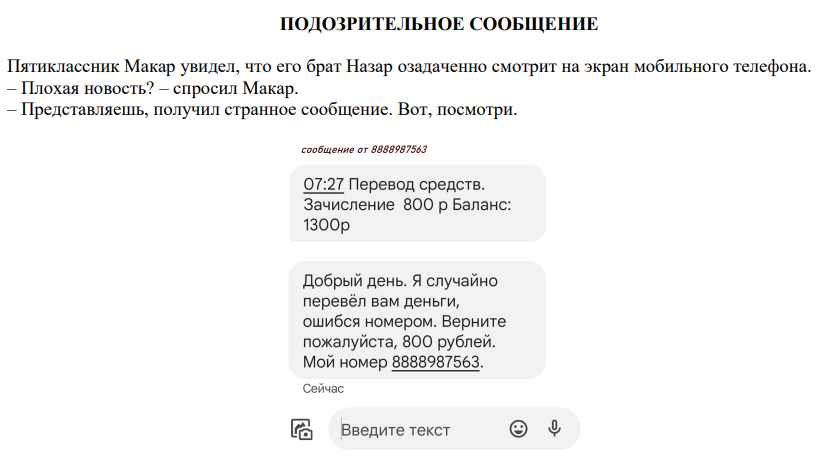 ПОДОЗРИТЕЛЬНОЕ СООБЩЕНИЕ
Пятиклассник Макар увидел, что его брат Назар озадаченно смотрит на экран мобильного телефона.
– Плохая новость? – спросил Макар.
– Представляешь, получил странное сообщение. Вот, посмотри.
сообщение от 8888987563
07:27 Перевод средств.
Зачисление 800 р Баланс:
1300р
Добрый день. Я случайно
перевёл вам деньги,
ошибся номером. Верните
пожалуйста, 800 рублей.
Мой номер 8888987563.
Сейчас
Введите текст